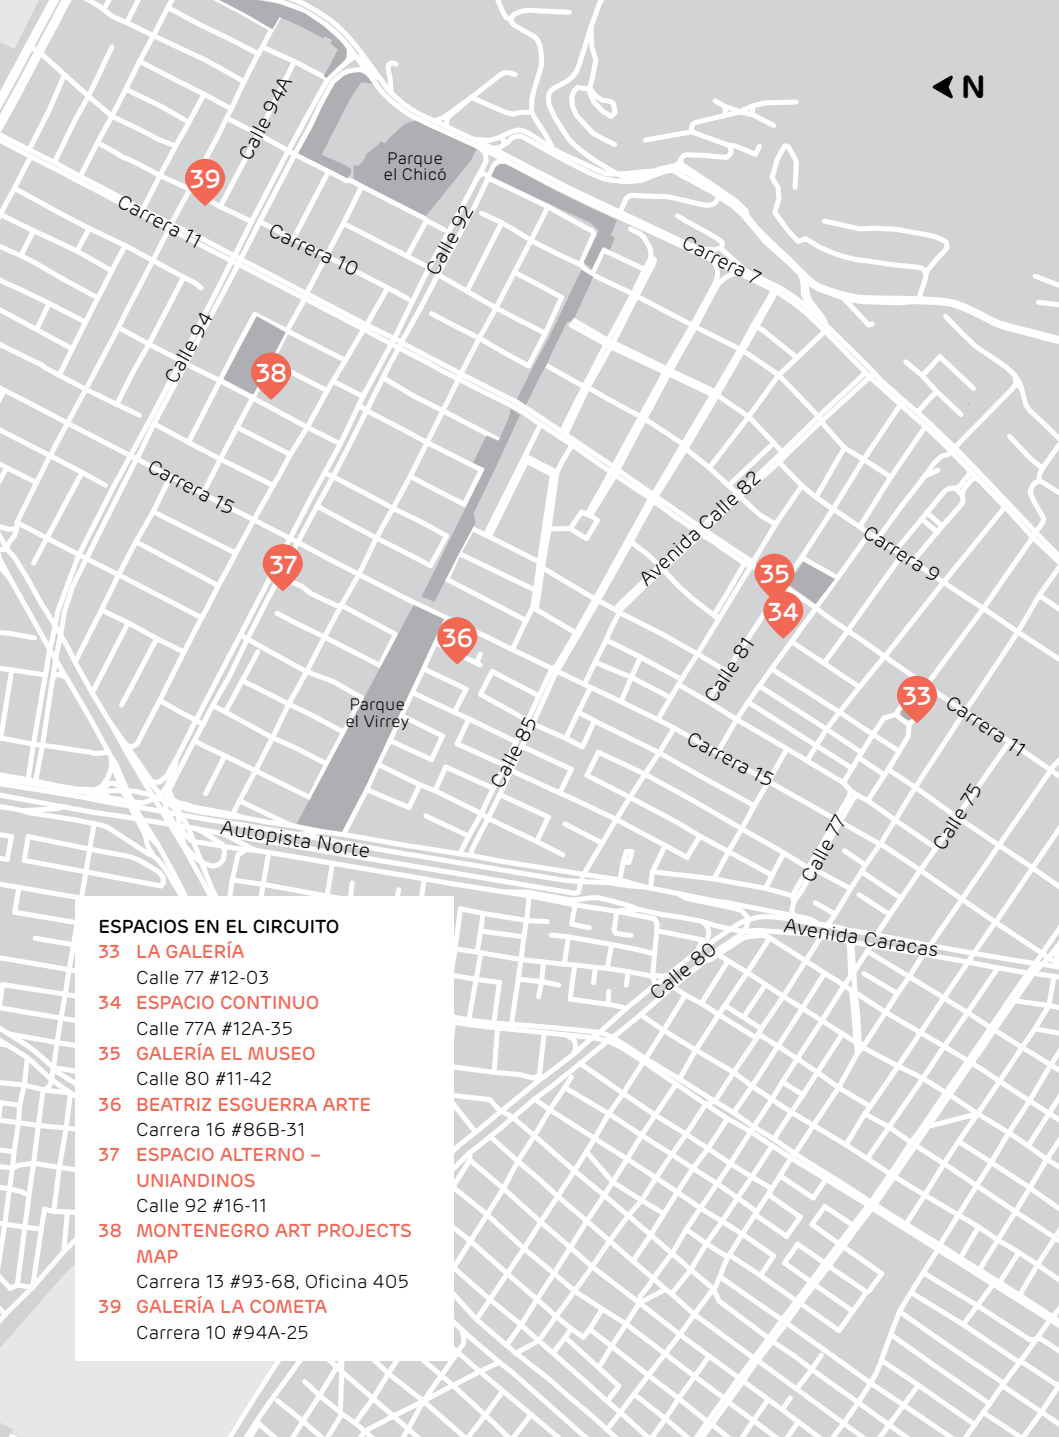 N
Calle 94A
Parque
el Chicó
39
Carrera 11
Carrera 10
Calle 92
Carrera 7
Calle 94
38
Carrera 15
Avenida Calle 82
Carrera 9
37
35
34
36
Calle 81
33
Parque
el Virrey
Carrera 11
Calle 85
Carrera 15
Calle 75
Calle 77
Autopista Norte
Avenida Caracas
Calle 80
ESPACIOS EN EL CIRCUITO
33 LA GALERÍA
Calle 77 #12-03
34 ESPACIO CONTINUO
Calle 77A #12A-35
35 GALERÍA EL MUSEO
Calle 80 #11-42
36 BEATRIZ ESGUERRA ARTE
Carrera 16 #86B-31
37 ESPACIO ALTERNO –
UNIANDINOS
Calle 92 #16-11
38 MONTENEGRO ART PROJECTS
MAP
Carrera 13 #93-68, Oficina 405
39 GALERÍA LA COMETA
Carrera 10 #94A-25